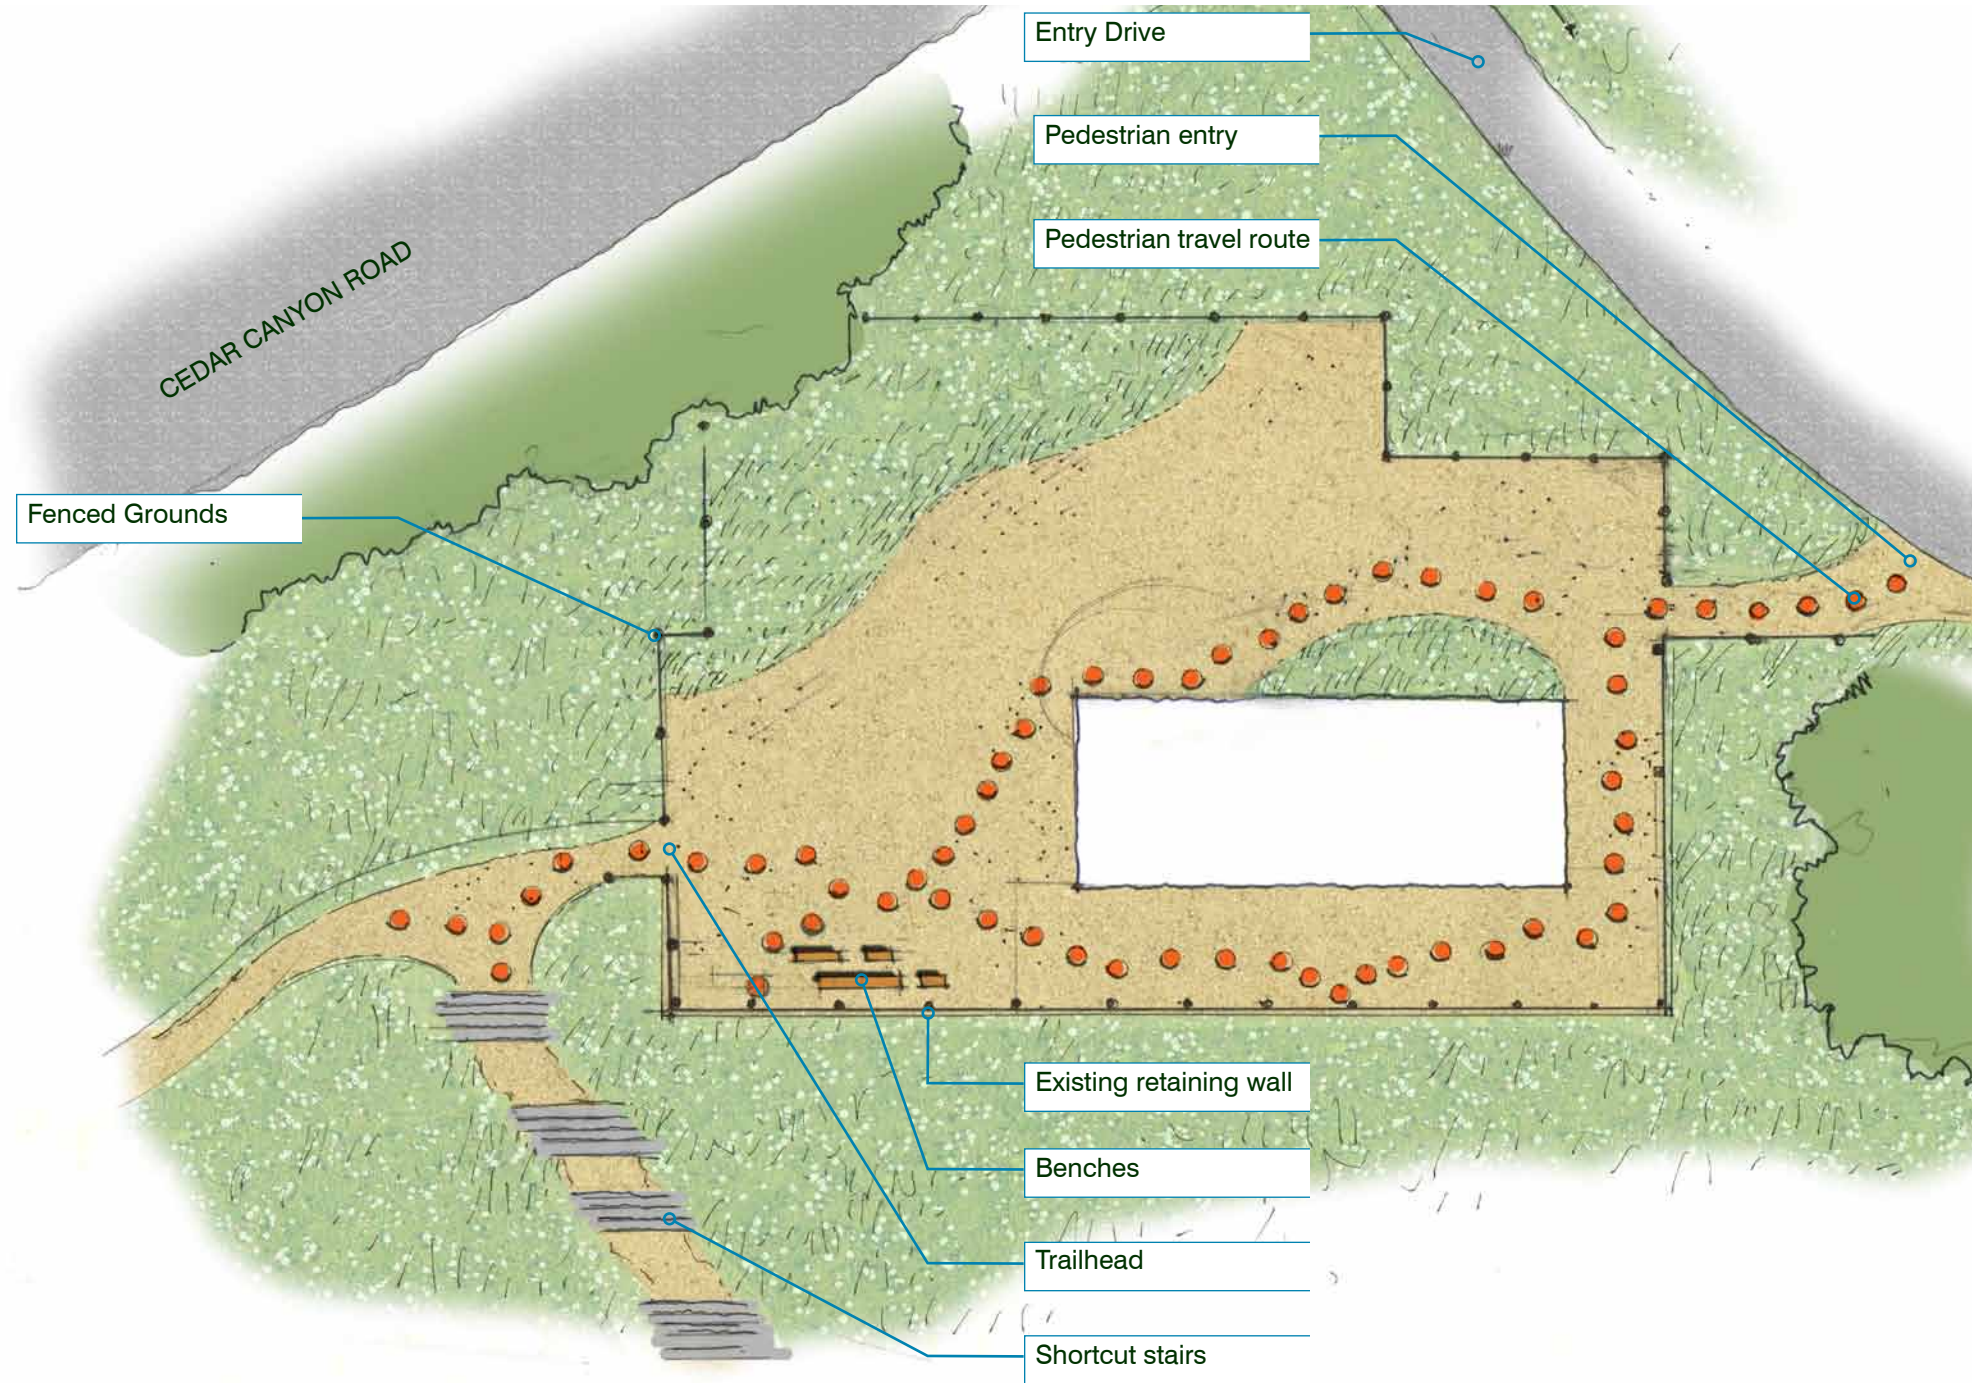 Entry Drive
Pedestrian entry
Pedestrian travel route
CEDAR CANYON ROAD
Fenced Grounds
Existing retaining wall
Benches
Trailhead
Shortcut stairs